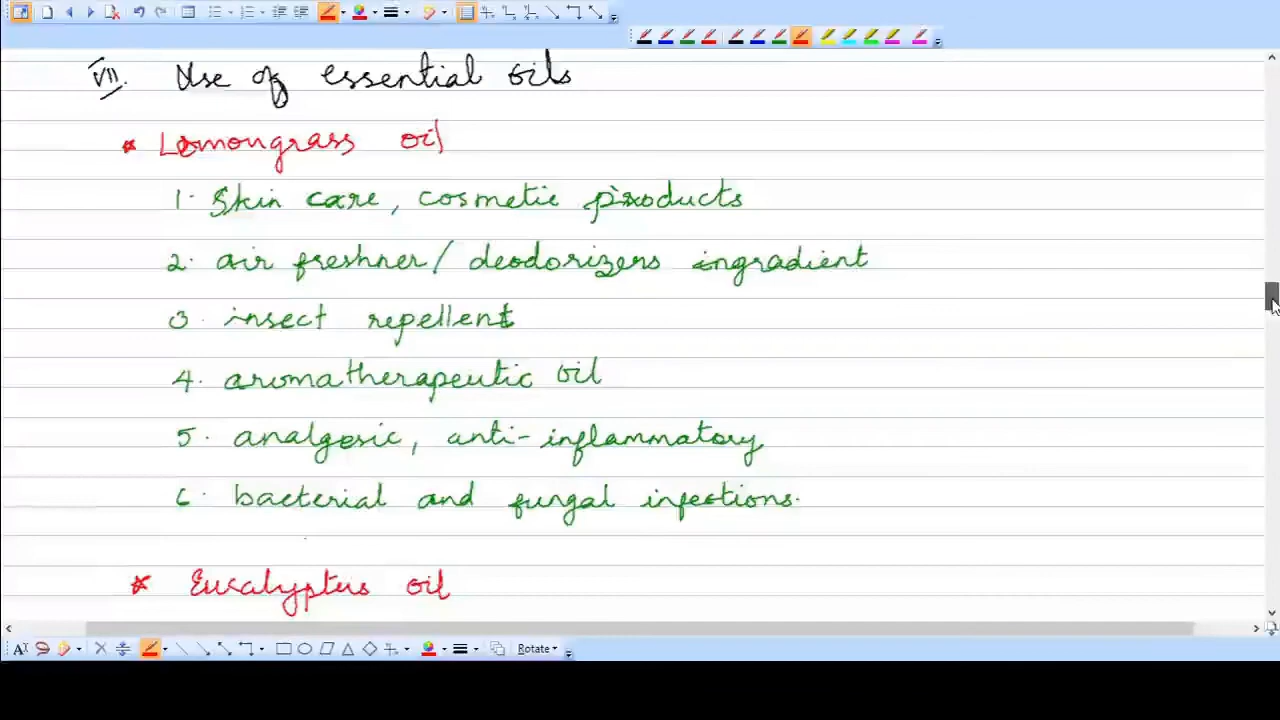 VII. Use of essential oils
* Lemongrass oil
1. Skin care, cosmetic products
2. air freshner/ deodorizers ingradient
3. insect repellent
4. aromatherapeutic oil
5. analgesic, anti-inflammatory
6. bacterial and fungal infections.
* Eucalyptus oil
Rotate